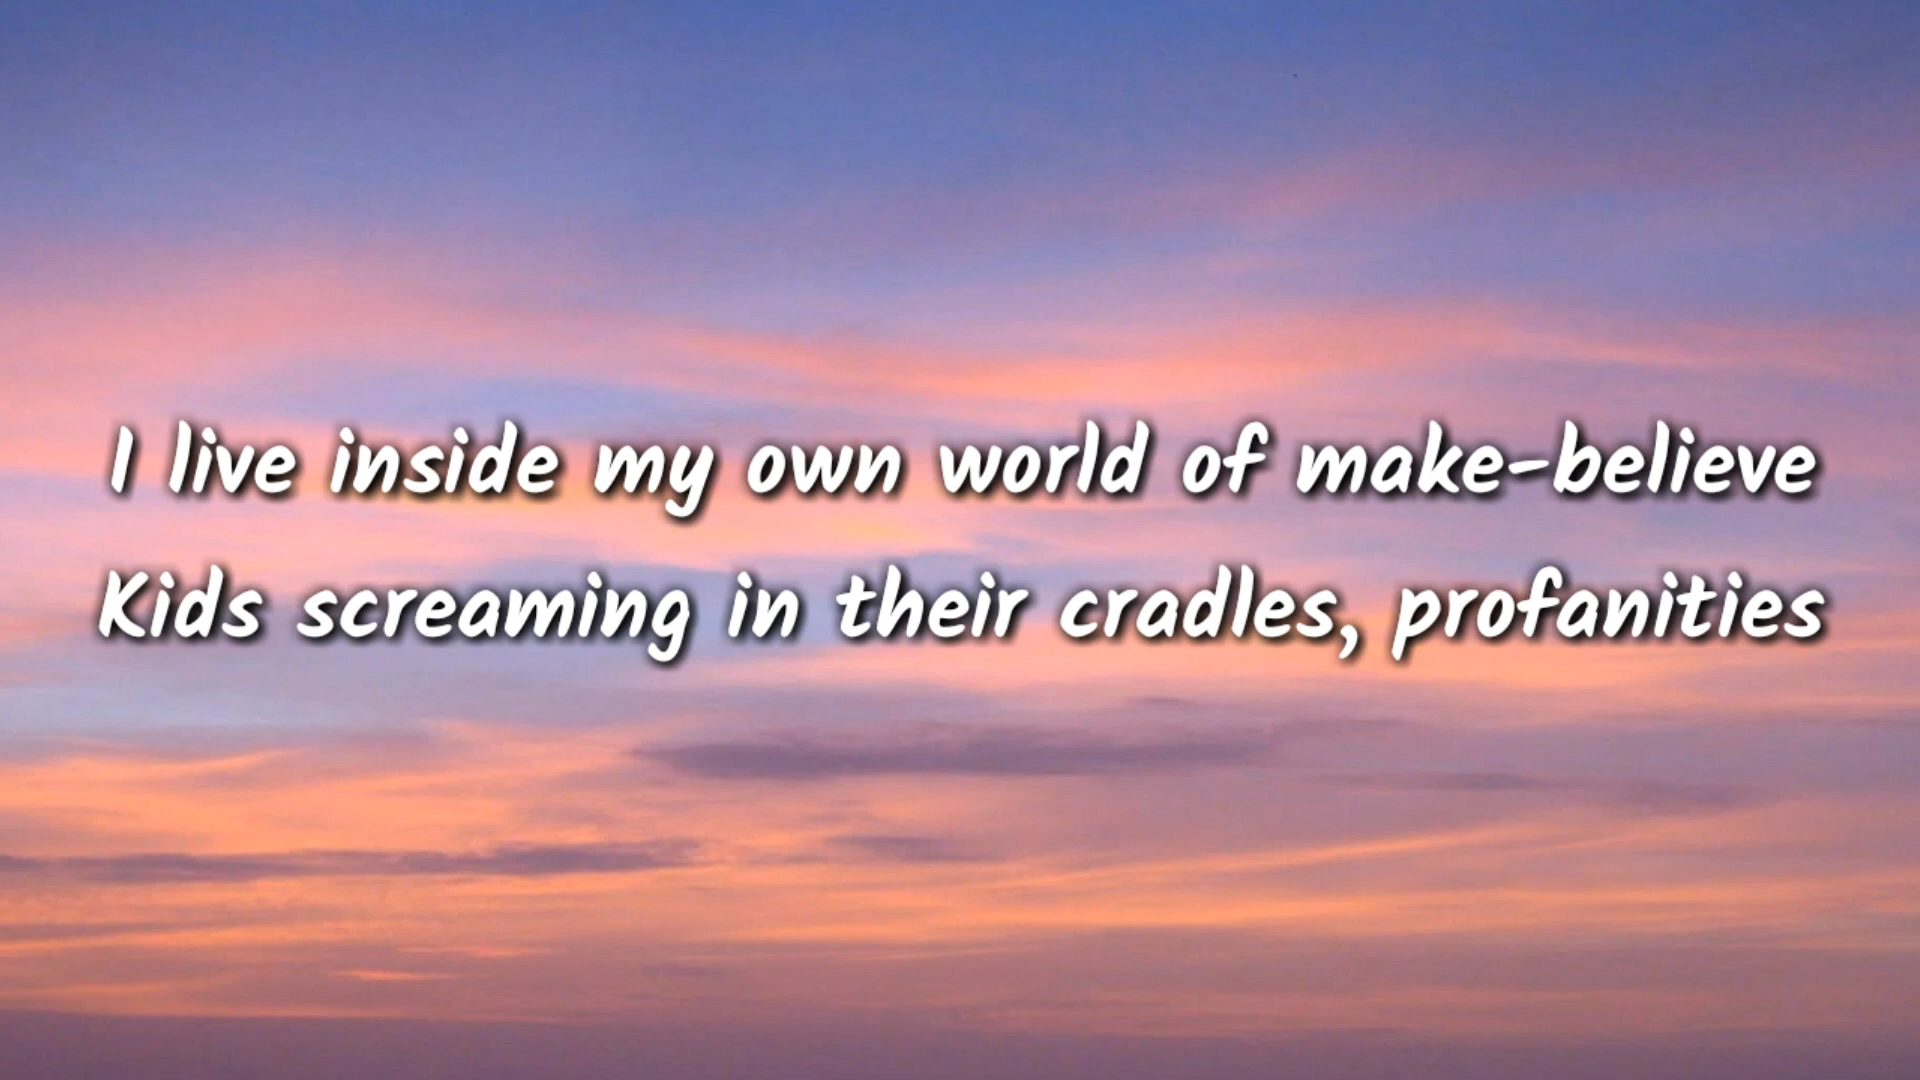 I live inside my own world of make-believe
Kids screaming in their cradles, profanities